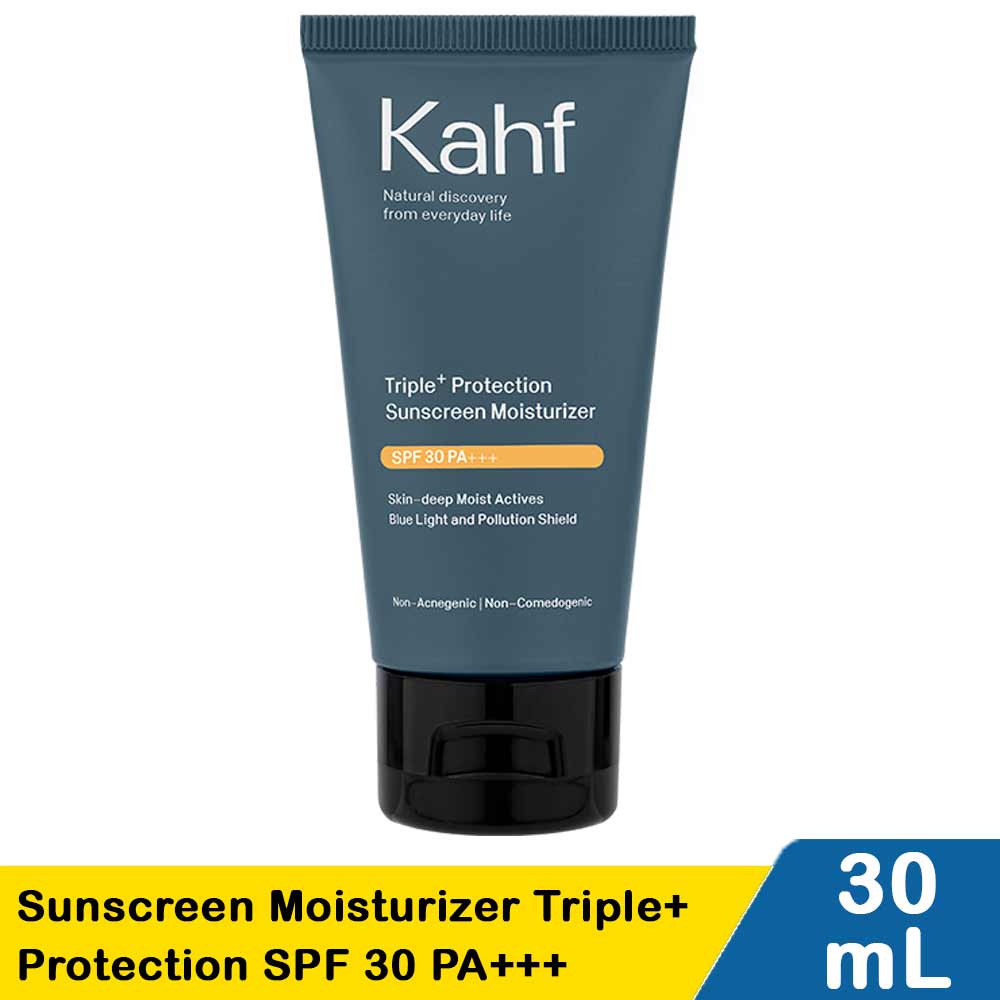 Kahf
Natural discovery
from everyday life
Triple+ Protection
Sunscreen Moisturizer
SPF 30 PA+++
Skin-deep Moist Actives
Blue Light and Pollution Shield
Non-Acnegenic | Non-Comedogenic
Sunscreen Moisturizer Triple+
Protection SPF 30 PA+++
30
mL